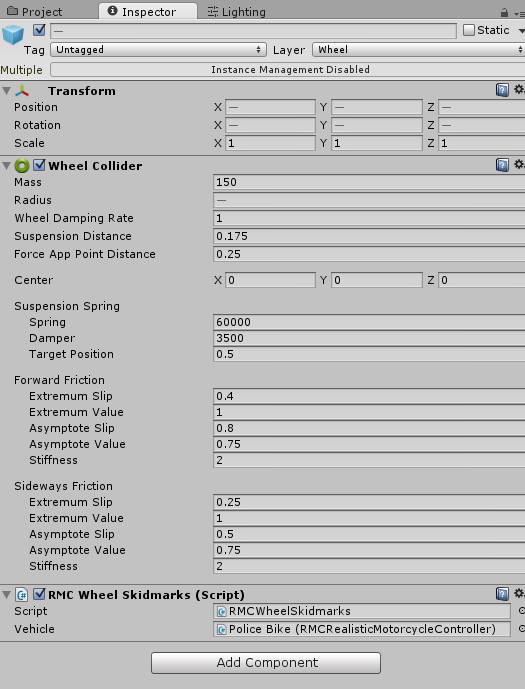 Project Inspector Lighting
— Static
Tag Untagged Layer Wheel
Multiple Instance Management Disabled
Transform
Position X — Y — Z —
Rotation X — Y — Z —
Scale X 1 Y 1 Z 1
Wheel Collider
Mass 150
Radius —
Wheel Damping Rate 1
Suspension Distance 0.175
Force App Point Distance 0.25
Center X 0 Y 0 Z 0
Suspension Spring
Spring 60000
Damper 3500
Target Position 0.5
Forward Friction
Extremum Slip 0.4
Extremum Value 1
Asymptote Slip 0.8
Asymptote Value 0.75
Stiffness 2
Sideways Friction
Extremum Slip 0.25
Extremum Value 1
Asymptote Slip 0.5
Asymptote Value 0.75
Stiffness 2
RMC Wheel Skidmarks (Script)
Script RMCWheelSkidmarks
Vehicle Police Bike (RMCRealisticMotorcycleController)
Add Component